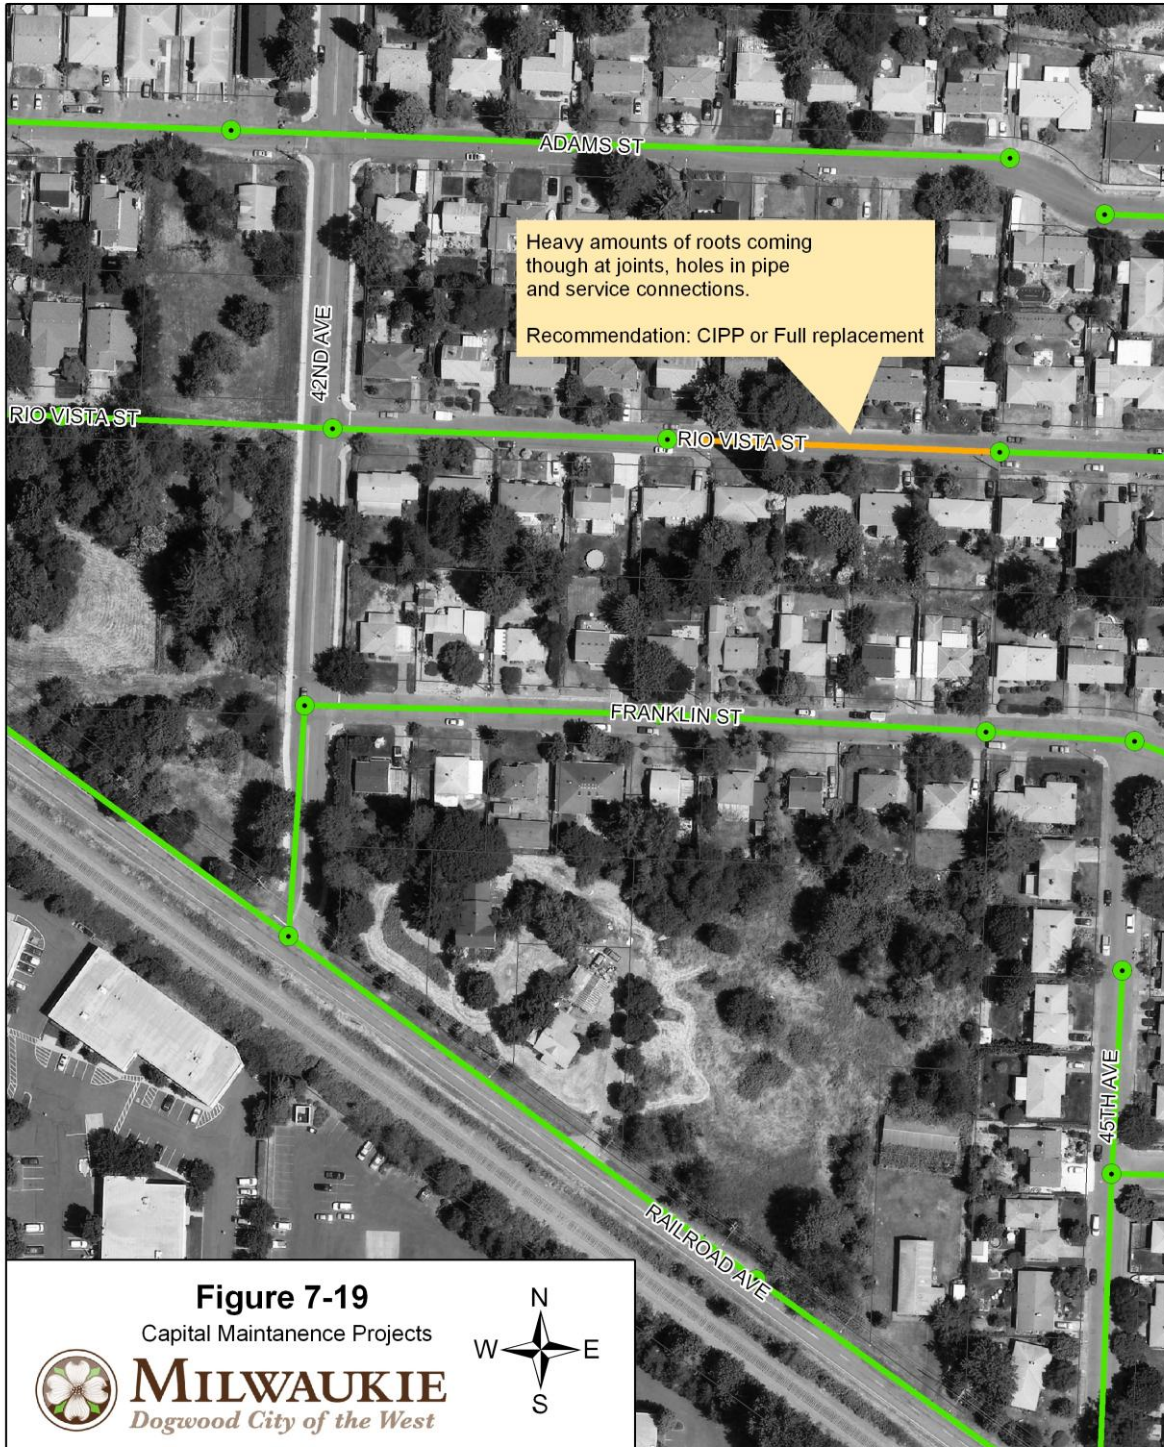 ADAMS ST
Heavy amounts of roots coming
though at joints, holes in pipe
and service connections.
Recommendation: CIPP or Full replacement
42ND AVE
RIO VISTA ST
RIO VISTA ST
FRANKLIN ST
45TH AVE
RAILROAD AVE
Figure 7-19
Capital Maintanence Projects
MILWAUKIE
Dogwood City of the West
N
W E
S